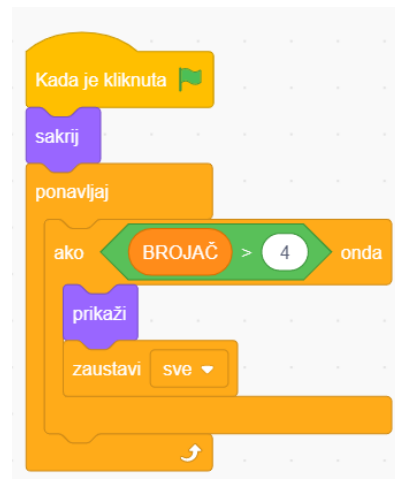 Kada je kliknuta
sakrij
ponavljaj
ako BROJAČ > 4 onda
prikaži
zaustavi sve